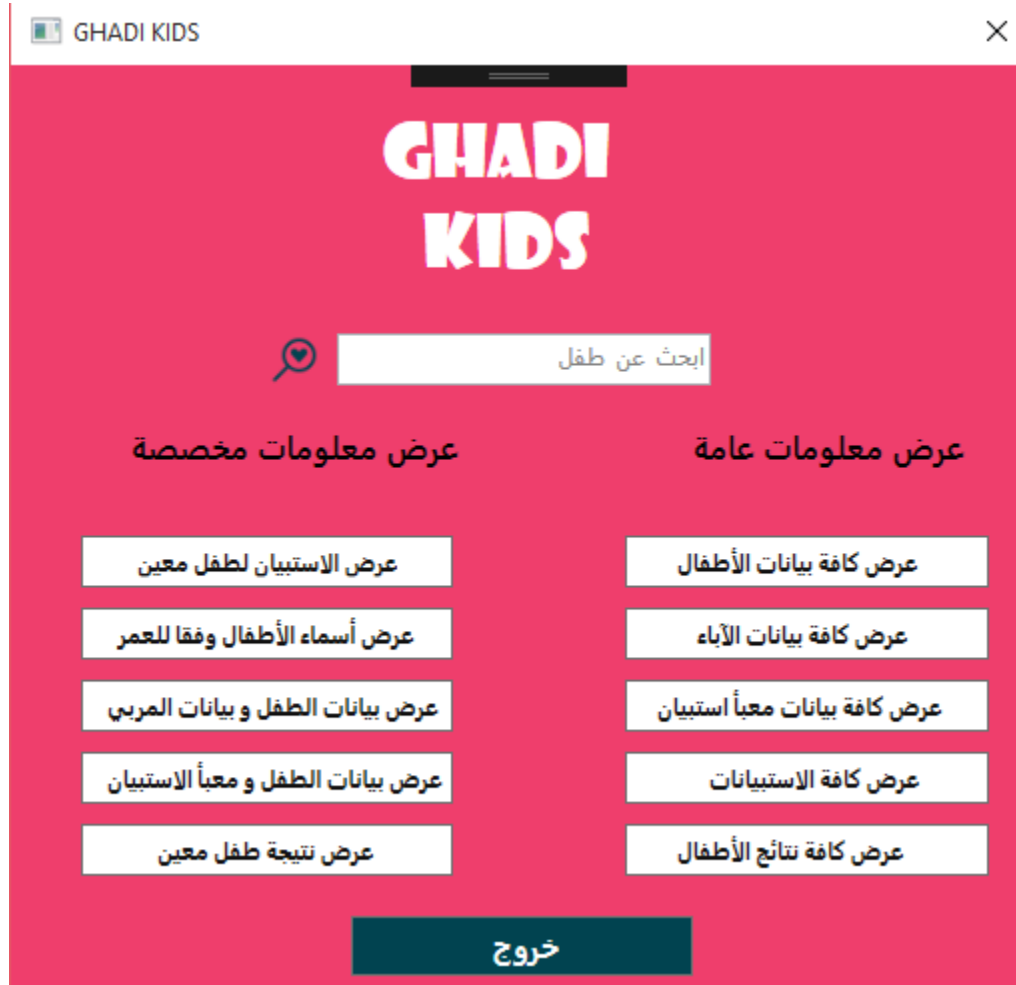 GHADI KIDS
GHADI
KIDS
ابحث عن طفل
عرض معلومات عامة
عرض كافة بيانات الأطفال
عرض كافة بيانات الآباء
عرض كافة بيانات معبأ استبيان
عرض كافة الاستبيانات
عرض كافة نتائج الأطفال
عرض معلومات مخصصة
عرض الاستبيان لطفل معين
عرض أسماء الأطفال وفقا للعمر
عرض بيانات الطفل و بيانات المربي
عرض بيانات الطفل و معبأ الاستبيان
عرض نتيجة طفل معين
خروج